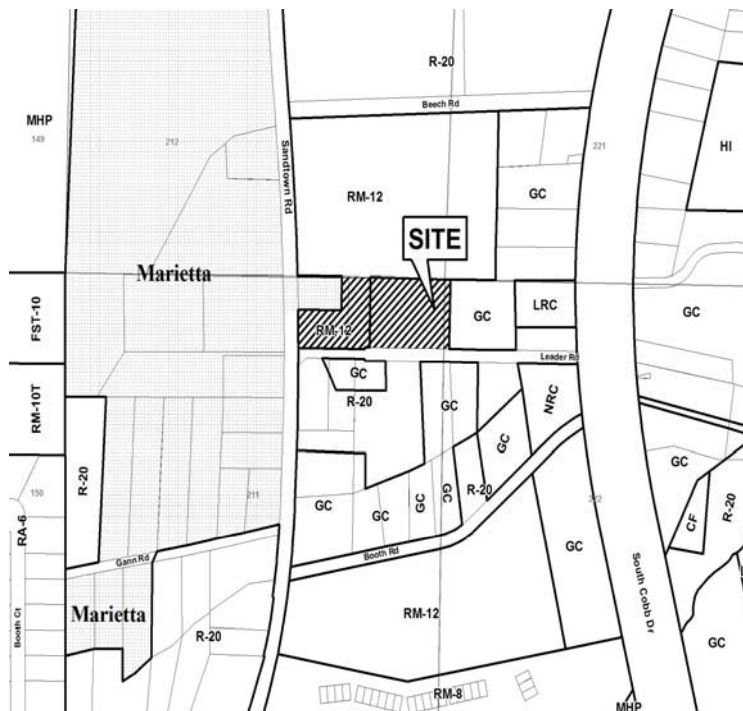 R-20
Beech Rd
MHP
149
212
221
HI
Sandtown Rd
RM-12
GC
SITE
Marietta
FST-10
RM-12
GC
LRC
GC
Leader Rd
GC
R-20
GC
NRC
RM-10T
GC
R-20
GC
GC
GC
GC
R-20
150
211
222
GC
CF
R-20
RA-6
Gann Rd
Booth Rd
GC
South Cobb Dr
Marietta
Booth Ct
R-20
RM-12
GC
RM-8
MHP